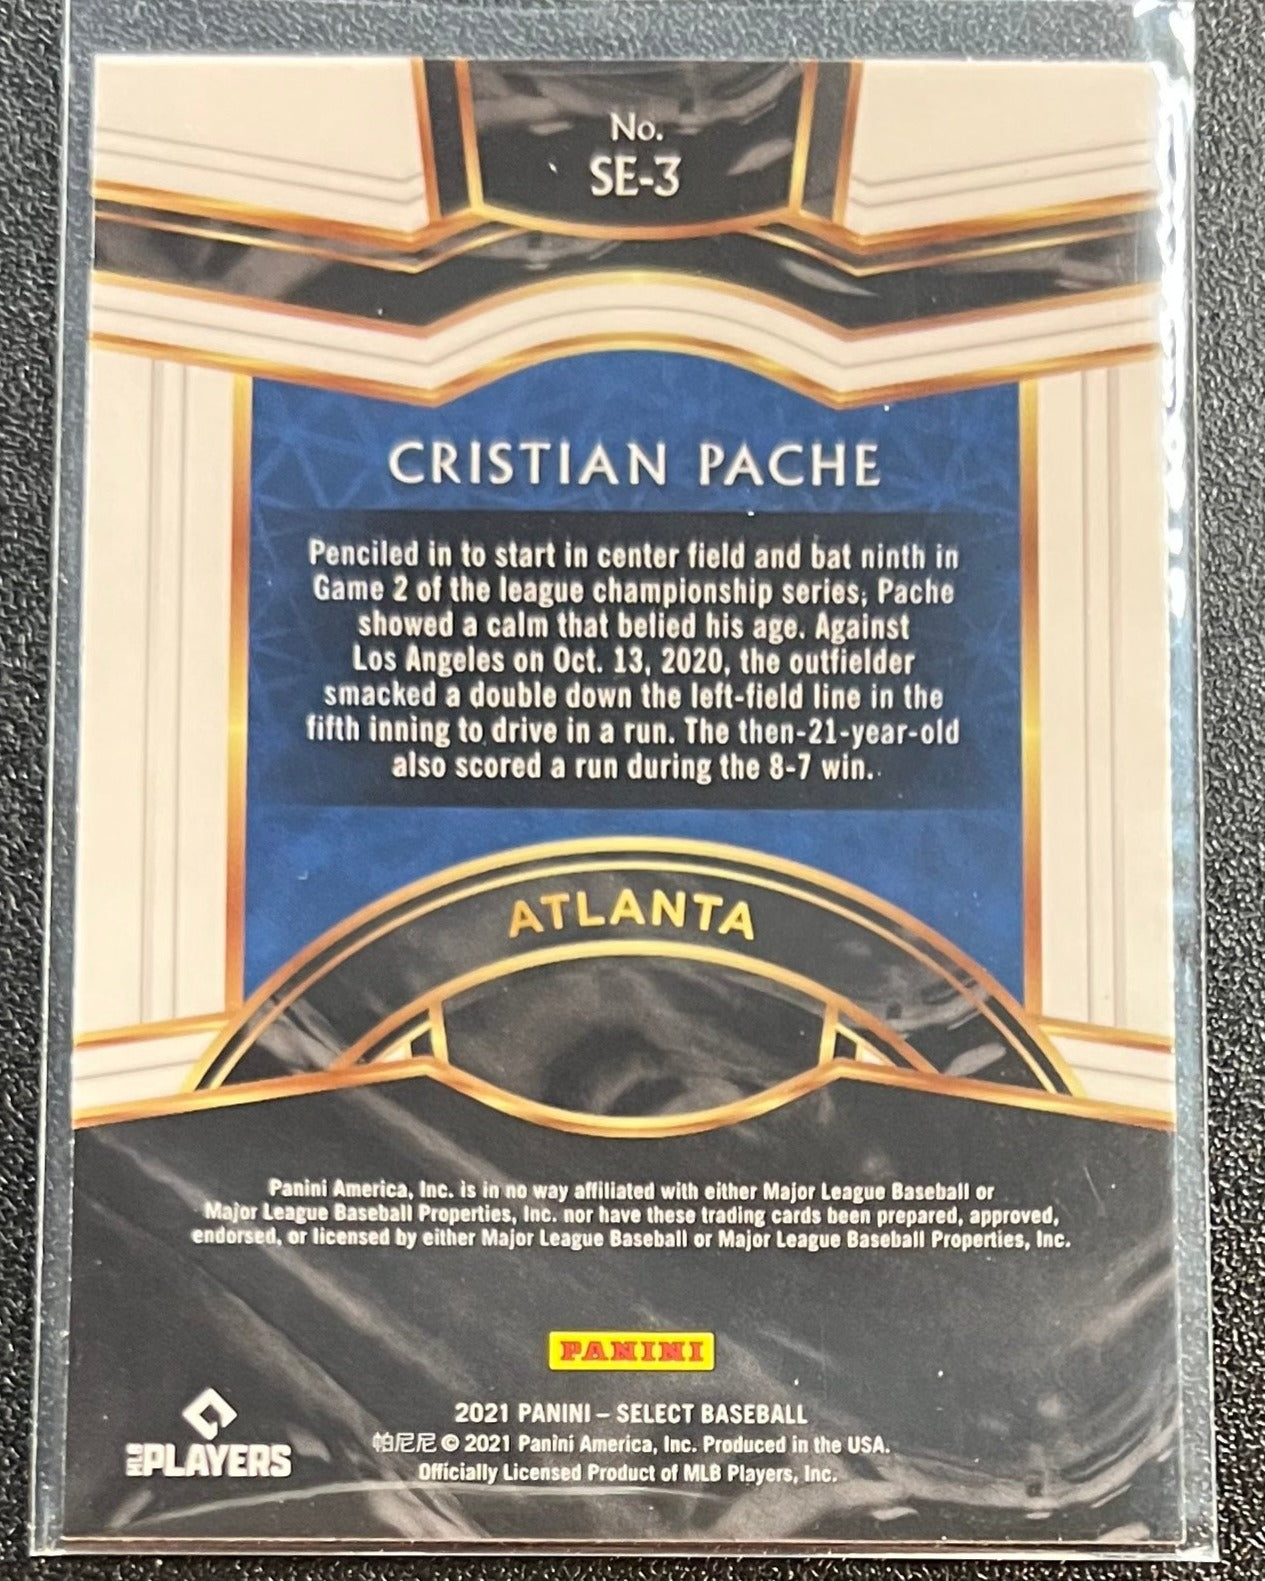 No.
SE-3
CRISTIAN PACHE
Penciled in to start in center field and bat ninth in
Game 2 of the league championship series, Pache
showed a calm that belied his age. Against
Los Angeles on Oct. 13, 2020, the outfielder
smacked a double down the left-field line in the
fifth inning to drive in a run. The then-21-year-old
also scored a run during the 8-7 win.
ATLANTA
Panini America, Inc. is in no way affiliated with either Major League Baseball or
Major League Baseball Properties, Inc. nor have these trading cards been prepared, approved,
endorsed, or licensed by either Major League Baseball or Major League Baseball Properties, Inc.
PANINI
2021 PANINI – SELECT BASEBALL
帕尼尼 © 2021 Panini America, Inc. Produced in the USA.
Officially Licensed Product of MLB Players, Inc.
MLB PLAYERS